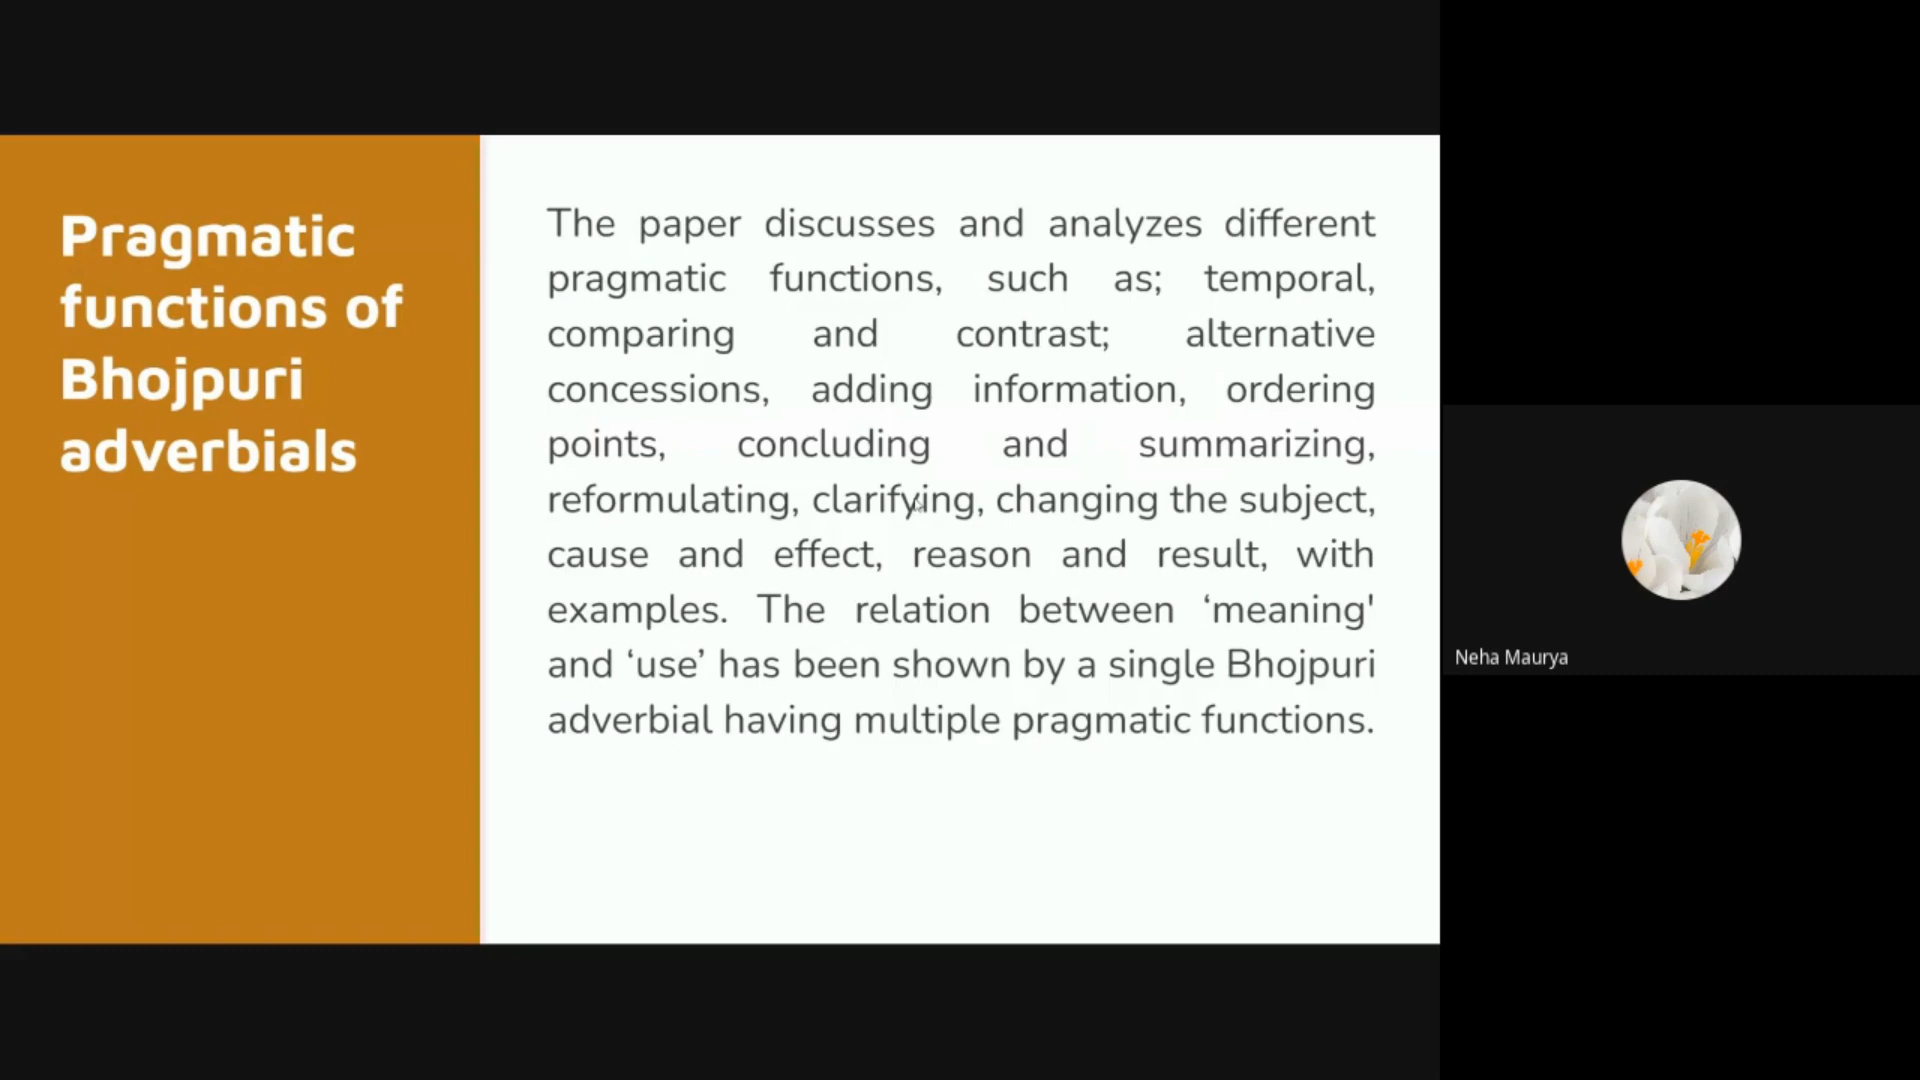 Pragmatic
functions of
Bhojpuri
adverbials
The paper discusses and analyzes different
pragmatic functions, such as; temporal,
comparing and contrast; alternative
concessions, adding information, ordering
points, concluding and summarizing,
reformulating, clarifying, changing the subject,
cause and effect, reason and result, with
examples. The relation between ‘meaning'
and ‘use’ has been shown by a single Bhojpuri
adverbial having multiple pragmatic functions.
Neha Maurya